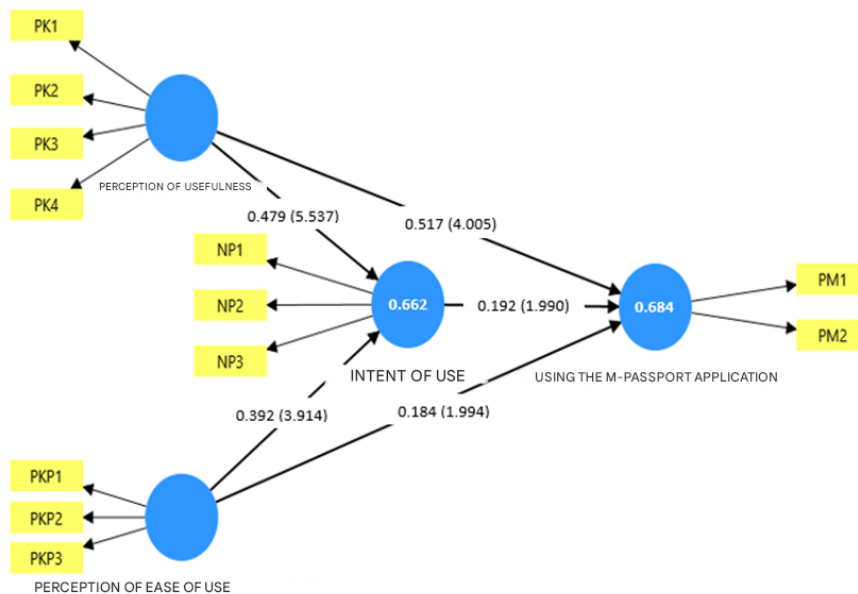 PK1
PK2
PK3
PK4
PERCEPTION OF USEFULNESS
0.479 (5.537)
0.517 (4.005)
NP1
NP2
NP3
0.662
0.192 (1.990)
0.684
PM1
PM2
INTENT OF USE
USING THE M-PASSPORT APPLICATION
0.392 (3.914)
0.184 (1.994)
PKP1
PKP2
PKP3
PERCEPTION OF EASE OF USE